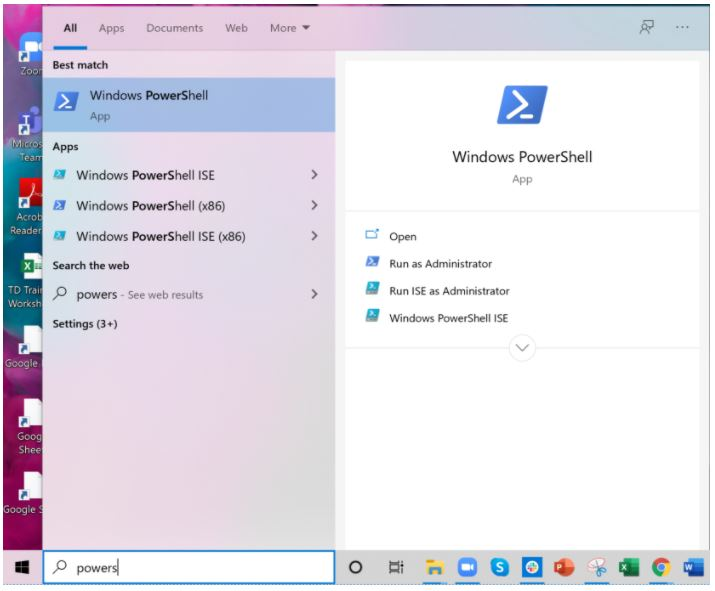 All Apps Documents Web More
Best match
Windows PowerShell
App
Apps
Windows PowerShell ISE
Windows PowerShell (x86)
Windows PowerShell ISE (x86)
Search the web
powers - See web results
Settings (3+)
Windows PowerShell
App
Open
Run as Administrator
Run ISE as Administrator
Windows PowerShell ISE
Zoom
Micros
Team
Acrob
Reader
TD Trai
Worksh
Google
Goog
Shee
Google S
powers